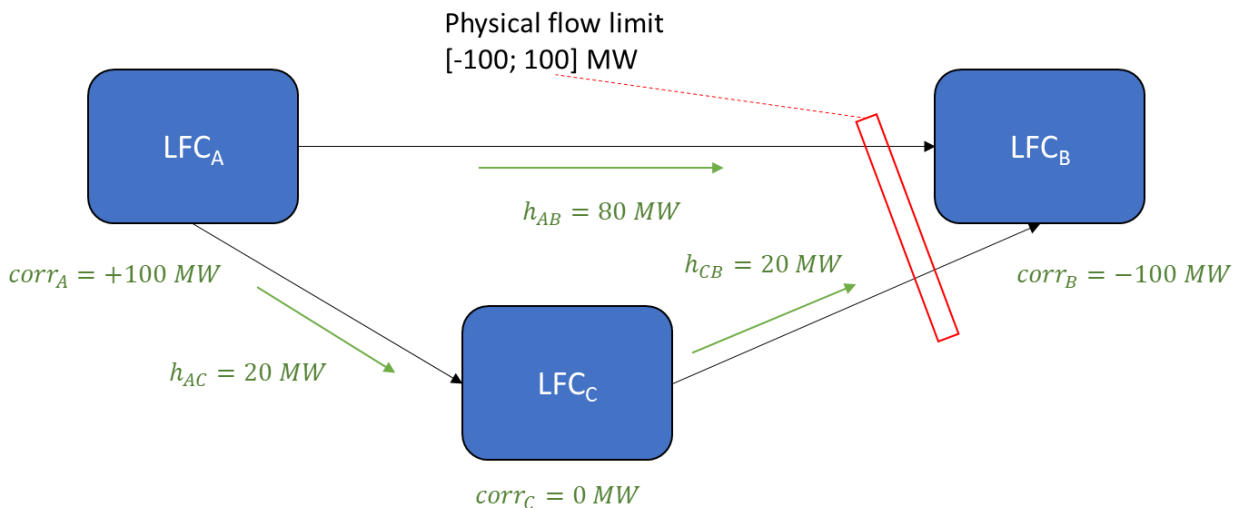 Physical flow limit
[-100; 100] MW
LFC_A
LFC_B
h_AB = 80 MW
corr_A = +100 MW
h_CB = 20 MW
corr_B = −100 MW
h_AC = 20 MW
LFC_C
corr_C = 0 MW